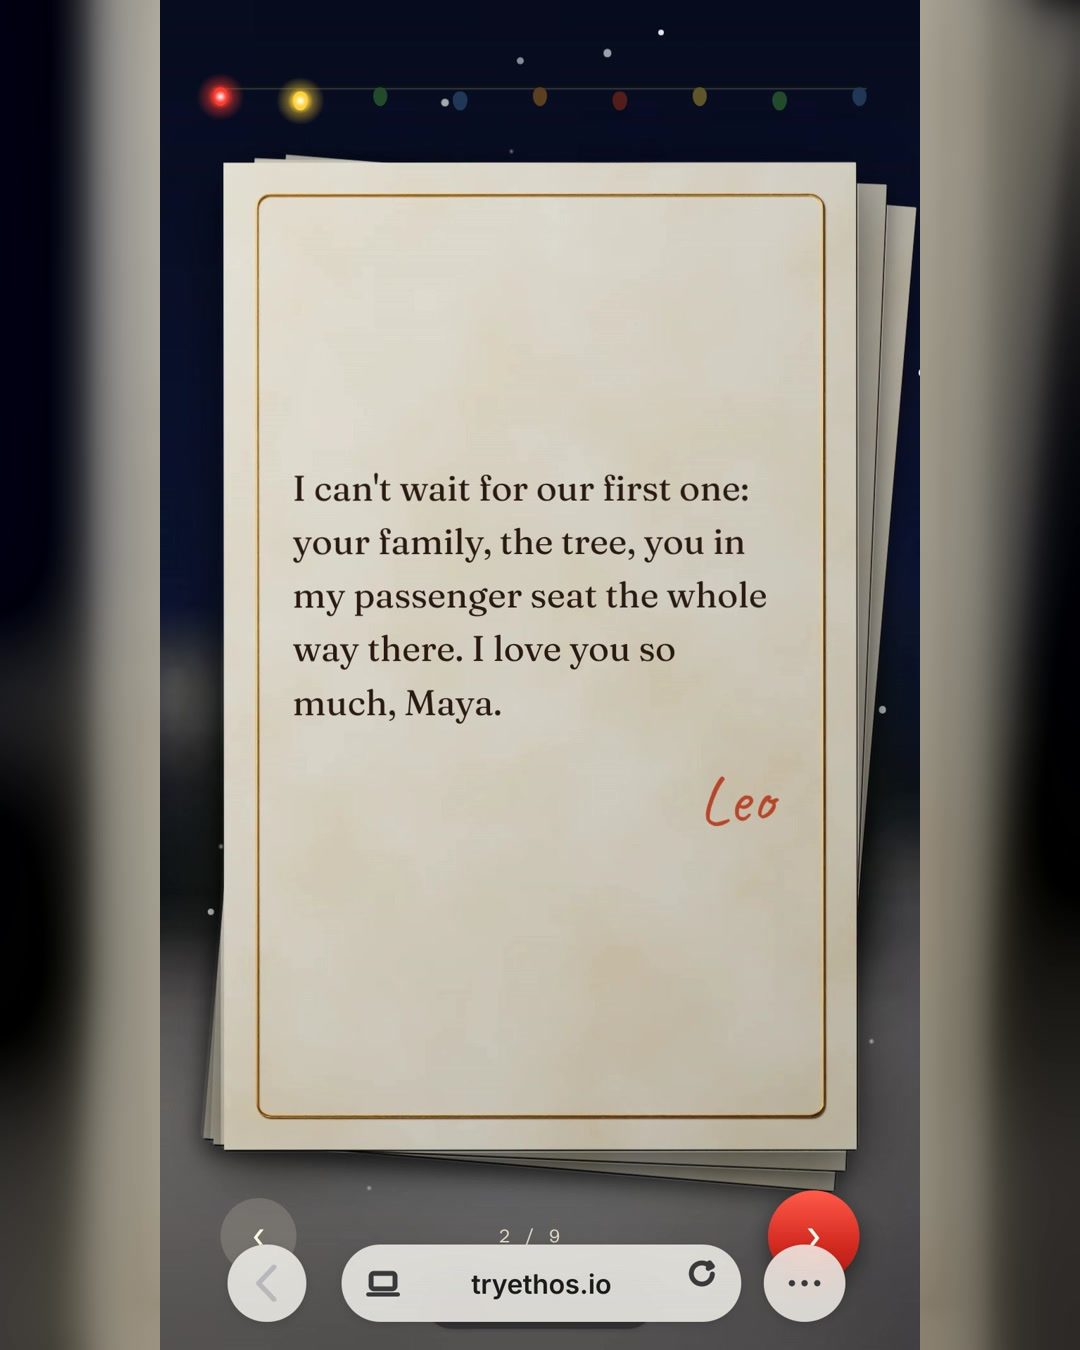 I can't wait for our first one:
your family, the tree, you in
my passenger seat the whole
way there. I love you so
much, Maya.
Leo
2 / 9
tryethos.io